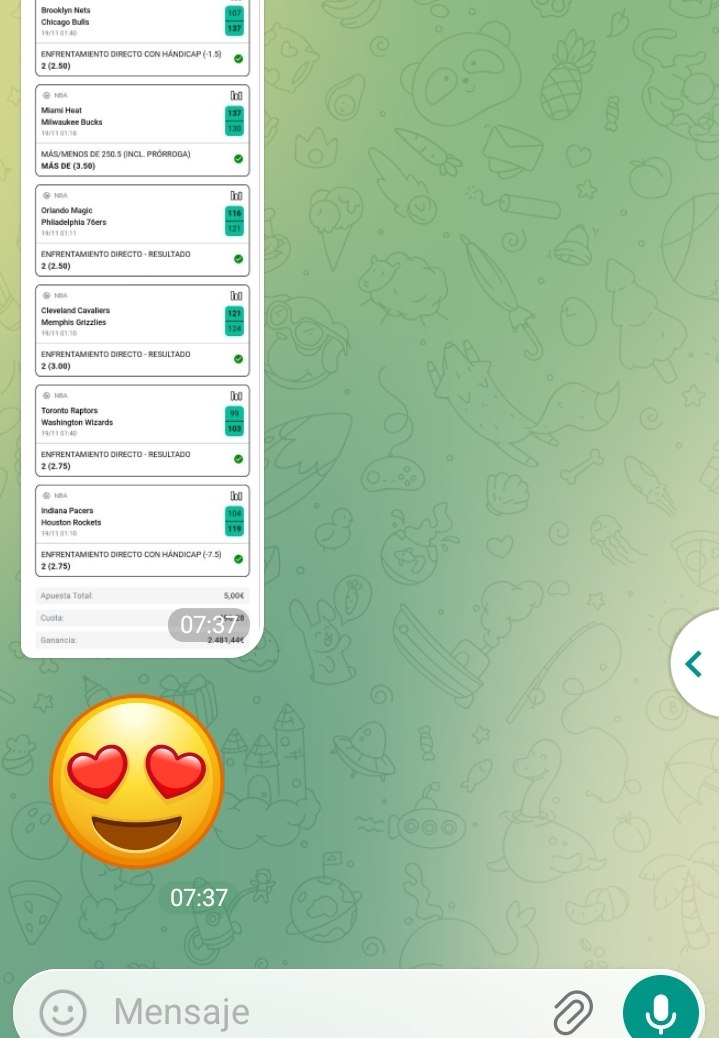 Brooklyn Nets
107
Chicago Bulls
137
19/11 01:40
ENFRENTAMIENTO DIRECTO CON HÁNDICAP (-1.5)
2 (2.50)
NBA
Miami Heat
137
Milwaukee Bucks
130
19/11 01:16
MÁS/MENOS DE 250.5 (INCL. PRÓRROGA)
MÁS DE (3.50)
NBA
Orlando Magic
116
Philadelphia 76ers
121
19/11 01:11
ENFRENTAMIENTO DIRECTO - RESULTADO
2 (2.50)
NBA
Cleveland Cavaliers
121
Memphis Grizzlies
124
19/11 01:10
ENFRENTAMIENTO DIRECTO - RESULTADO
2 (3.00)
NBA
Toronto Raptors
99
Washington Wizards
103
19/11 01:40
ENFRENTAMIENTO DIRECTO - RESULTADO
2 (2.75)
NBA
Indiana Pacers
104
Houston Rockets
119
19/11 01:10
ENFRENTAMIENTO DIRECTO CON HÁNDICAP (-7.5)
2 (2.75)
Apuesta Total:
5,00€
Cuota:
07:37
Ganancia:
2.481,44€
07:37
Mensaje